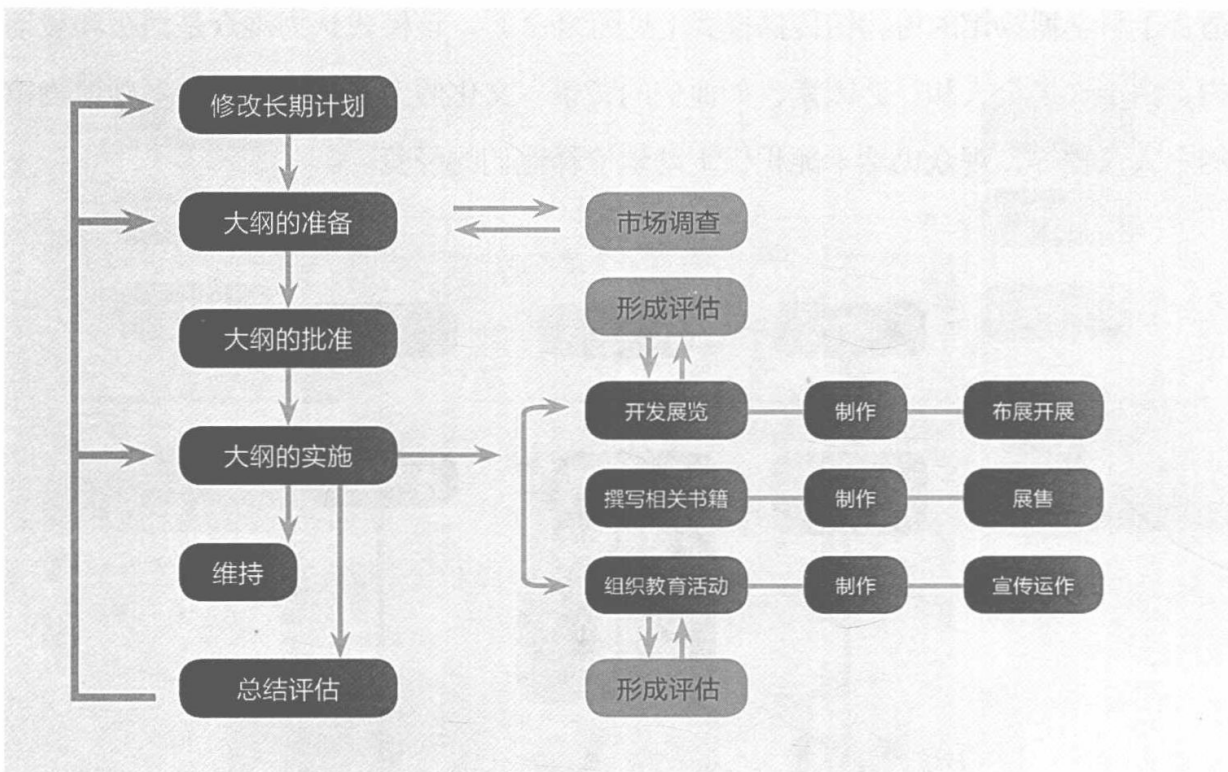 修改长期计划
大纲的准备
市场调查
形成评估
大纲的批准
开发展览
制作
布展开展
大纲的实施
撰写相关书籍
制作
展售
维持
组织教育活动
制作
宣传运作
总结评估
形成评估